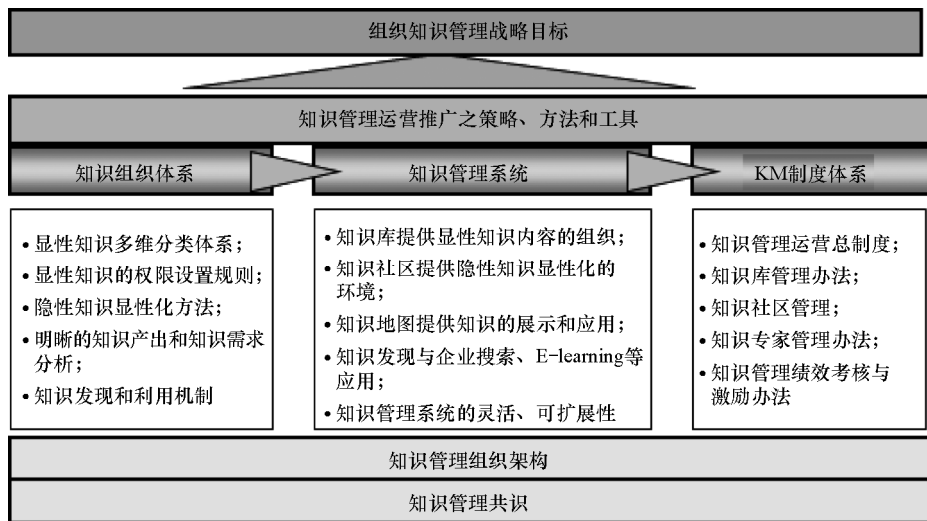 组织知识管理战略目标
知识管理运营推广之策略、方法和工具
知识组织体系
知识管理系统
KM制度体系
•显性知识多维分类体系；
•显性知识的权限设置规则；
•隐性知识显性化方法；
•明晰的知识产出和知识需求
分析；
•知识发现和利用机制
•知识库提供显性知识内容的组织；
•知识社区提供隐性知识显性化的
环境；
•知识地图提供知识的展示和应用；
•知识发现与企业搜索、E-learning等
应用；
•知识管理系统的灵活、可扩展性
•知识管理运营总制度；
•知识库管理办法；
•知识社区管理；
•知识专家管理办法；
•知识管理绩效考核与
激励办法
知识管理组织架构
知识管理共识